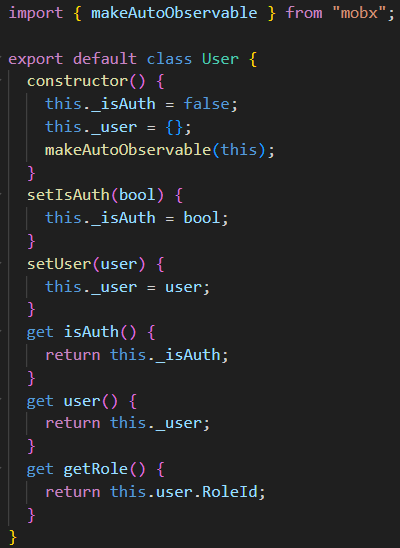 import { makeAutoObservable } from "mobx";

export default class User {
  constructor() {
    this._isAuth = false;
    this._user = {};
    makeAutoObservable(this);
  }
  setIsAuth(bool) {
    this._isAuth = bool;
  }
  setUser(user) {
    this._user = user;
  }
  get isAuth() {
    return this._isAuth;
  }
  get user() {
    return this._user;
  }
  get getRole() {
    return this.user.RoleId;
  }
}